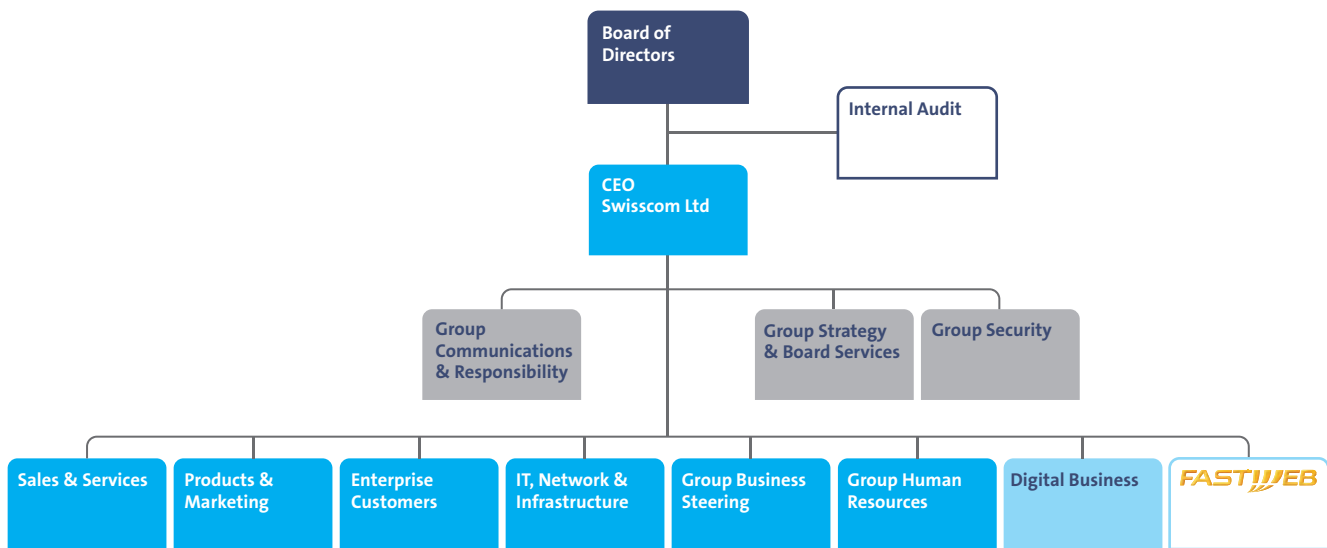 Board of
Directors
Internal Audit
CEO
Swisscom Ltd
Group
Communications
& Responsibility
Group Strategy
& Board Services
Group Security
Sales & Services
Products &
Marketing
Enterprise
Customers
IT, Network &
Infrastructure
Group Business
Steering
Group Human
Resources
Digital Business
FASTWEB